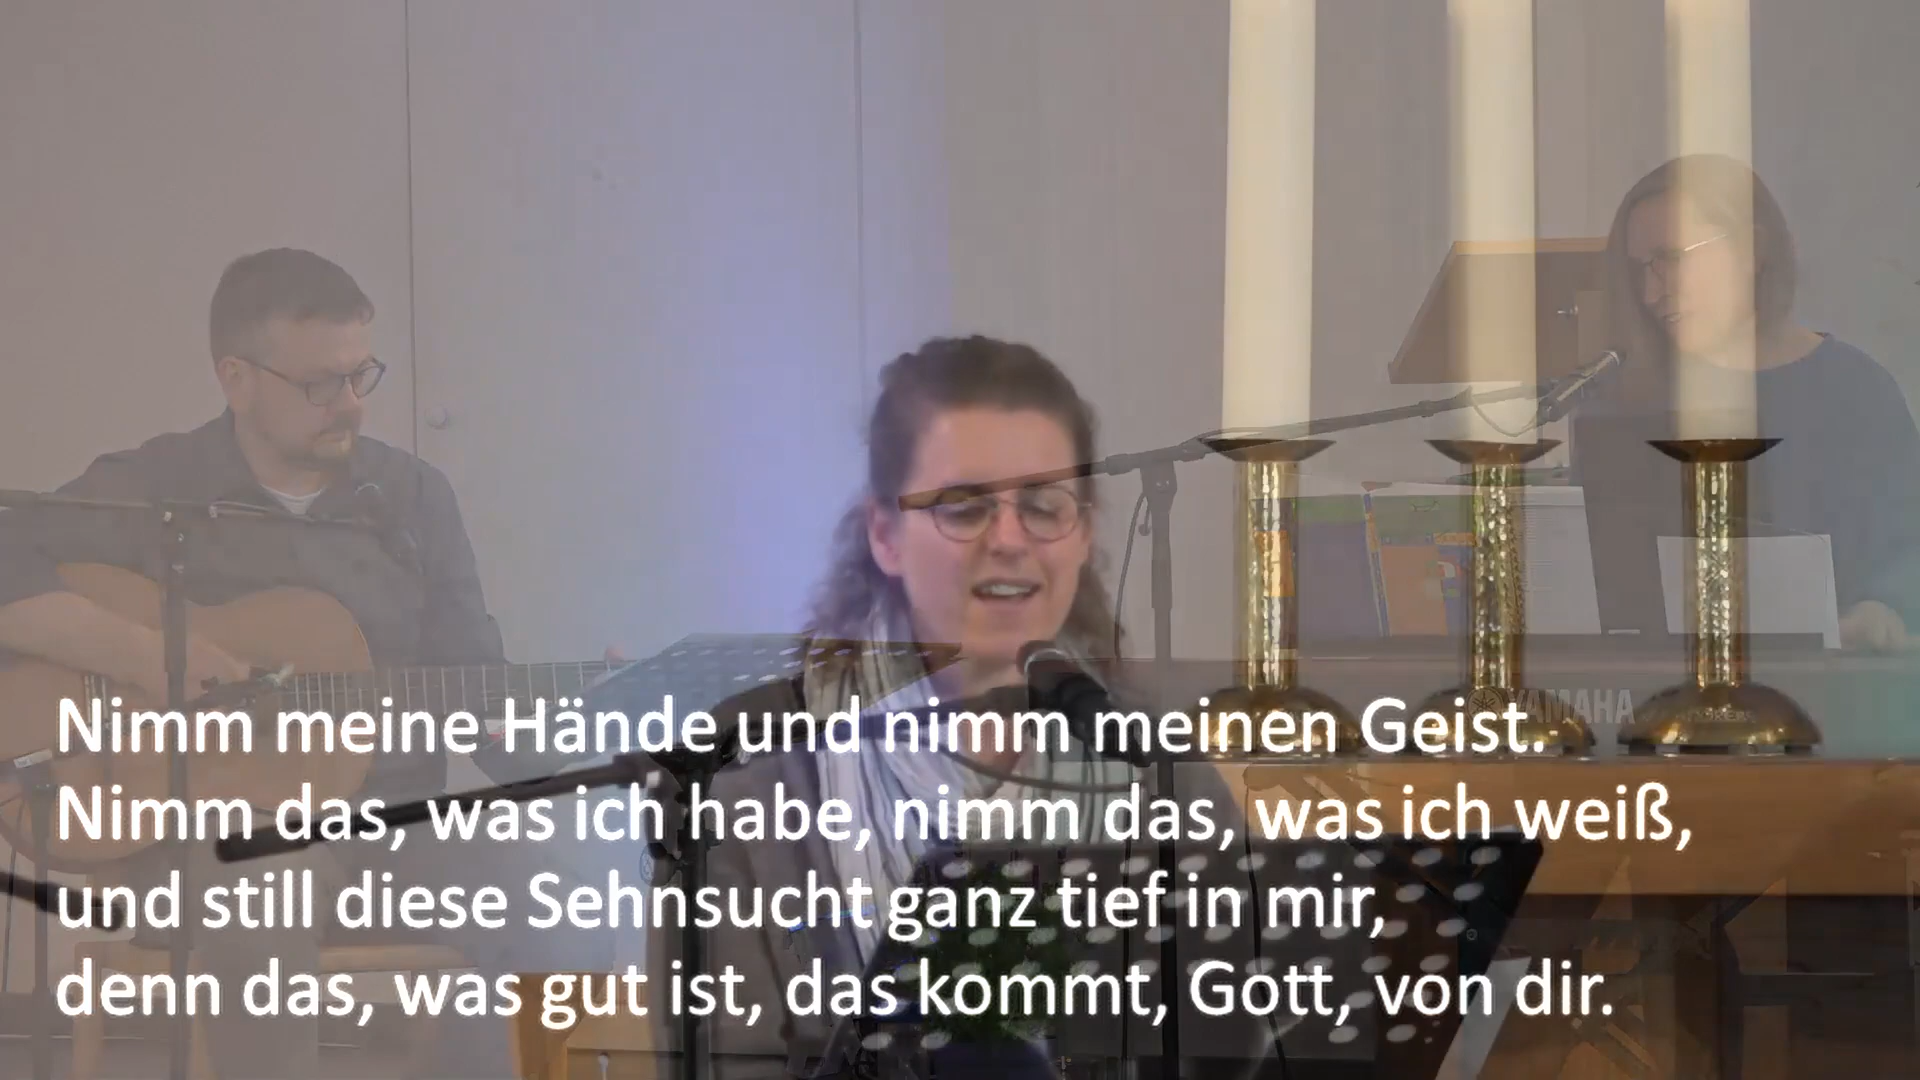 YAMAHA
Nimm meine Hände und nimm meinen Geist.
Nimm das, was ich habe, nimm das, was ich weiß,
und still diese Sehnsucht ganz tief in mir,
denn das, was gut ist, das kommt, Gott, von dir.